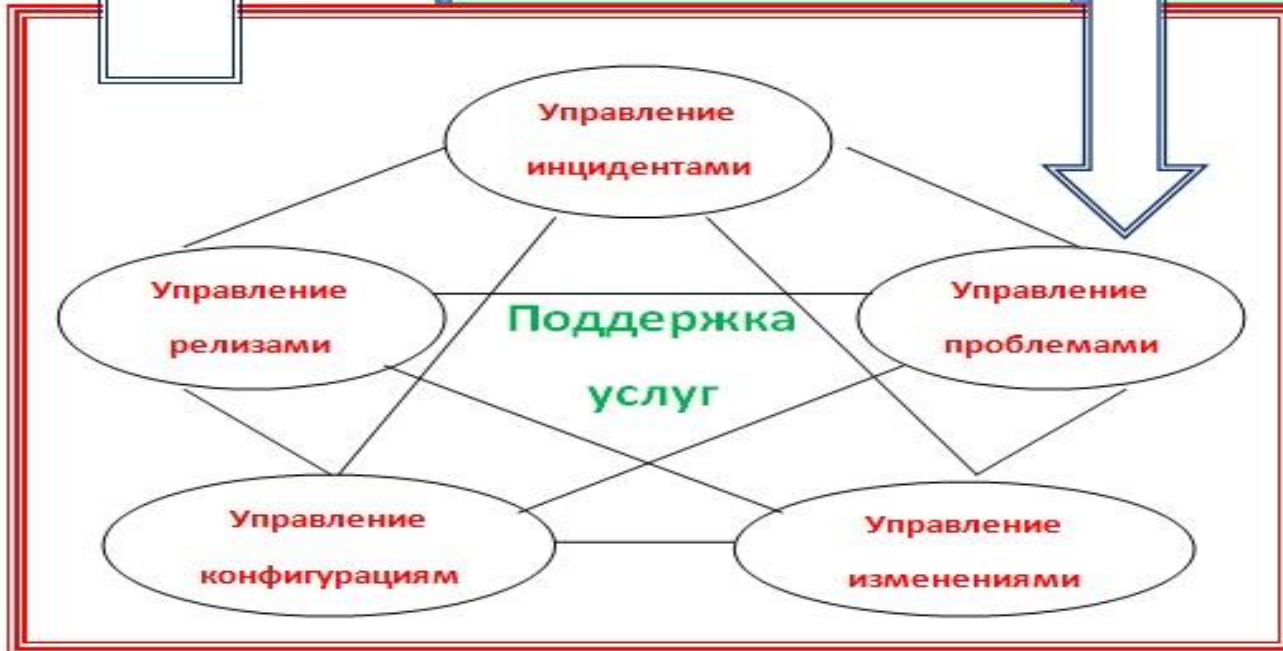 Управление
инцидентами
Управление
релизами
Поддержка
услуг
Управление
проблемами
Управление
конфигурациям
Управление
изменениями